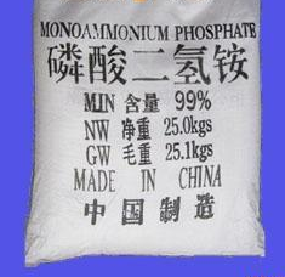 MONOAMMONIUM PHOSPHATE
磷酸二氢铵
MIN 含量 99%
NW 净重 25.0kgs
GW 毛重 25.1kgs
MADE IN CHINA
中国制造